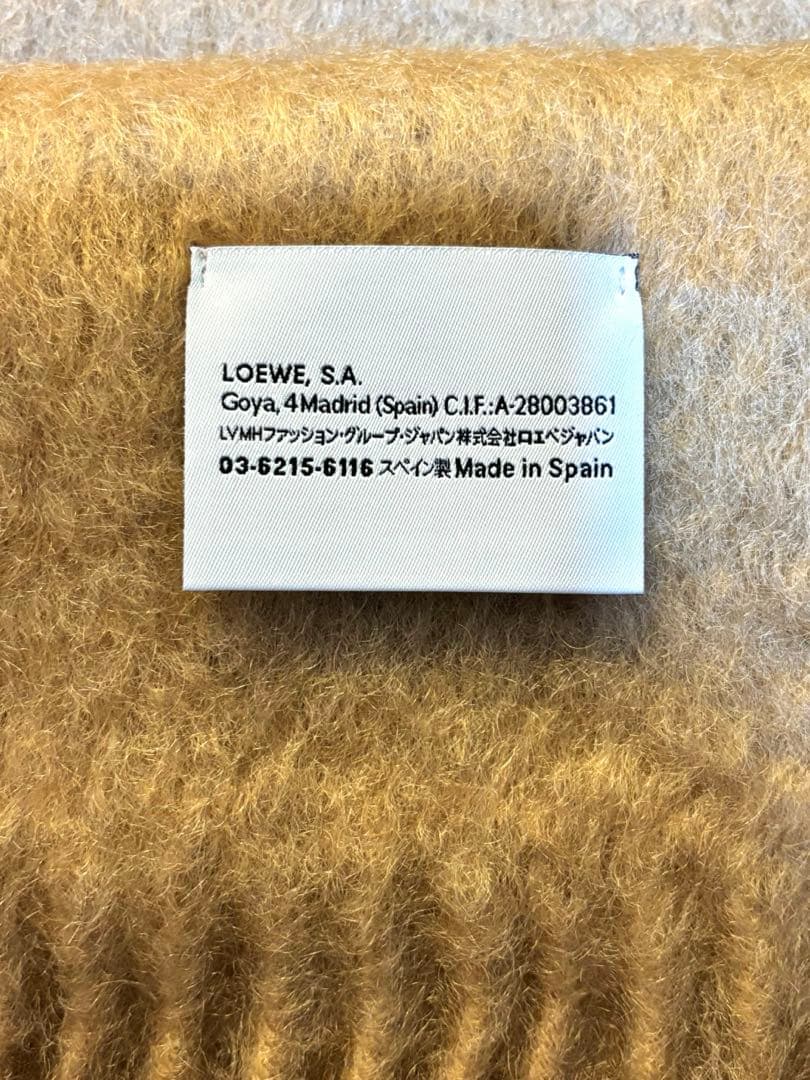 LOEWE, S.A.
Goya, 4 Madrid (Spain) C.I.F.:A-28003861
LVMHファッション・グループ・ジャパン株式会社ロエベジャパン
03-6215-6116 スペイン製 Made in Spain